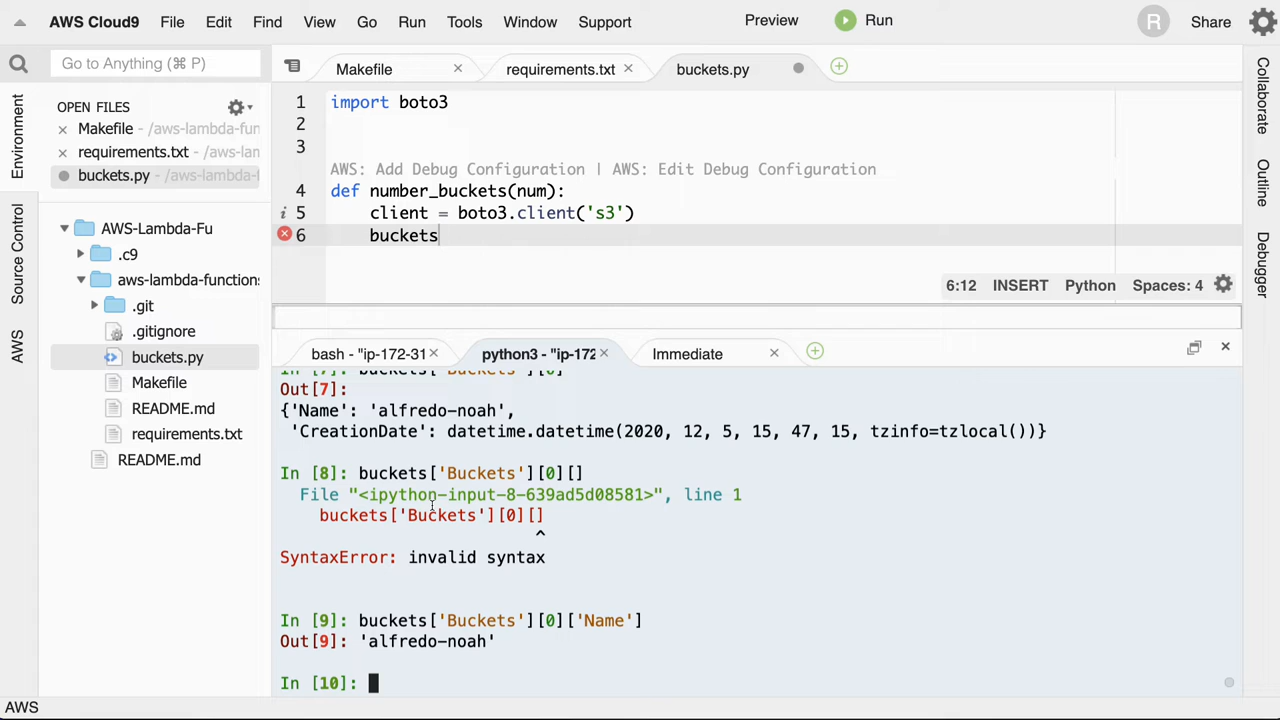 AWS Cloud9 File Edit Find View Go Run Tools Window Support Preview Run R Share
Go to Anything (⌘ P)
Makefile requirements.txt buckets.py
Environment
Source Control
AWS
OPEN FILES
Makefile - /aws-lambda-fun
requirements.txt - /aws-lam
buckets.py - /aws-lambda-
AWS-Lambda-Fu
.c9
aws-lambda-functions
.git
.gitignore
buckets.py
Makefile
README.md
requirements.txt
README.md
1 import boto3
2
3
AWS: Add Debug Configuration | AWS: Edit Debug Configuration
4 def number_buckets(num):
i 5 client = boto3.client('s3')
6 buckets
6:12 INSERT Python Spaces: 4
bash - "ip-172-31 python3 - "ip-172 Immediate
In [7]: buckets['Buckets'][0]
Out[7]:
{'Name': 'alfredo-noah',
'CreationDate': datetime.datetime(2020, 12, 5, 15, 47, 15, tzinfo=tzlocal())}
In [8]: buckets['Buckets'][0][]
File "<ipython-input-8-639ad5d08581>", line 1
buckets['Buckets'][0][]
^
SyntaxError: invalid syntax
In [9]: buckets['Buckets'][0]['Name']
Out[9]: 'alfredo-noah'
In [10]:
Collaborate
Outline
Debugger
AWS